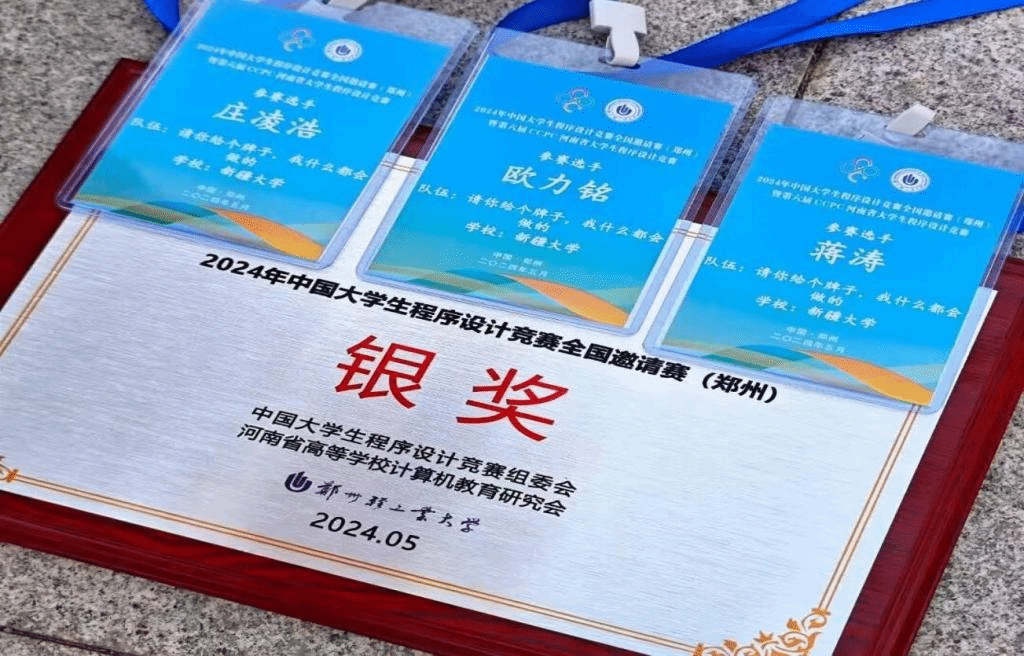 2024年中国大学生程序设计竞赛全国邀请赛（郑州）
暨第六届CCPC河南省大学生程序设计竞赛
参赛选手
庄凌浩
队伍：请你给个牌子，我什么都会
做的
学校：新疆大学
中国·郑州
二〇二四年五月
2024年中国大学生程序设计竞赛全国邀请赛（郑州）
暨第六届CCPC河南省大学生程序设计竞赛
参赛选手
欧力铭
队伍：请你给个牌子，我什么都会
做的
学校：新疆大学
中国·郑州
二〇二四年五月
2024年中国大学生程序设计竞赛全国邀请赛（郑州）
暨第六届CCPC河南省大学生程序设计竞赛
参赛选手
蒋涛
队伍：请你给个牌子，我什么都会
做的
学校：新疆大学
中国·郑州
二〇二四年五月
2024年中国大学生程序设计竞赛全国邀请赛（郑州）
银奖
中国大学生程序设计竞赛组委会
河南省高等学校计算机教育研究会
郑州轻工业大学
2024.05